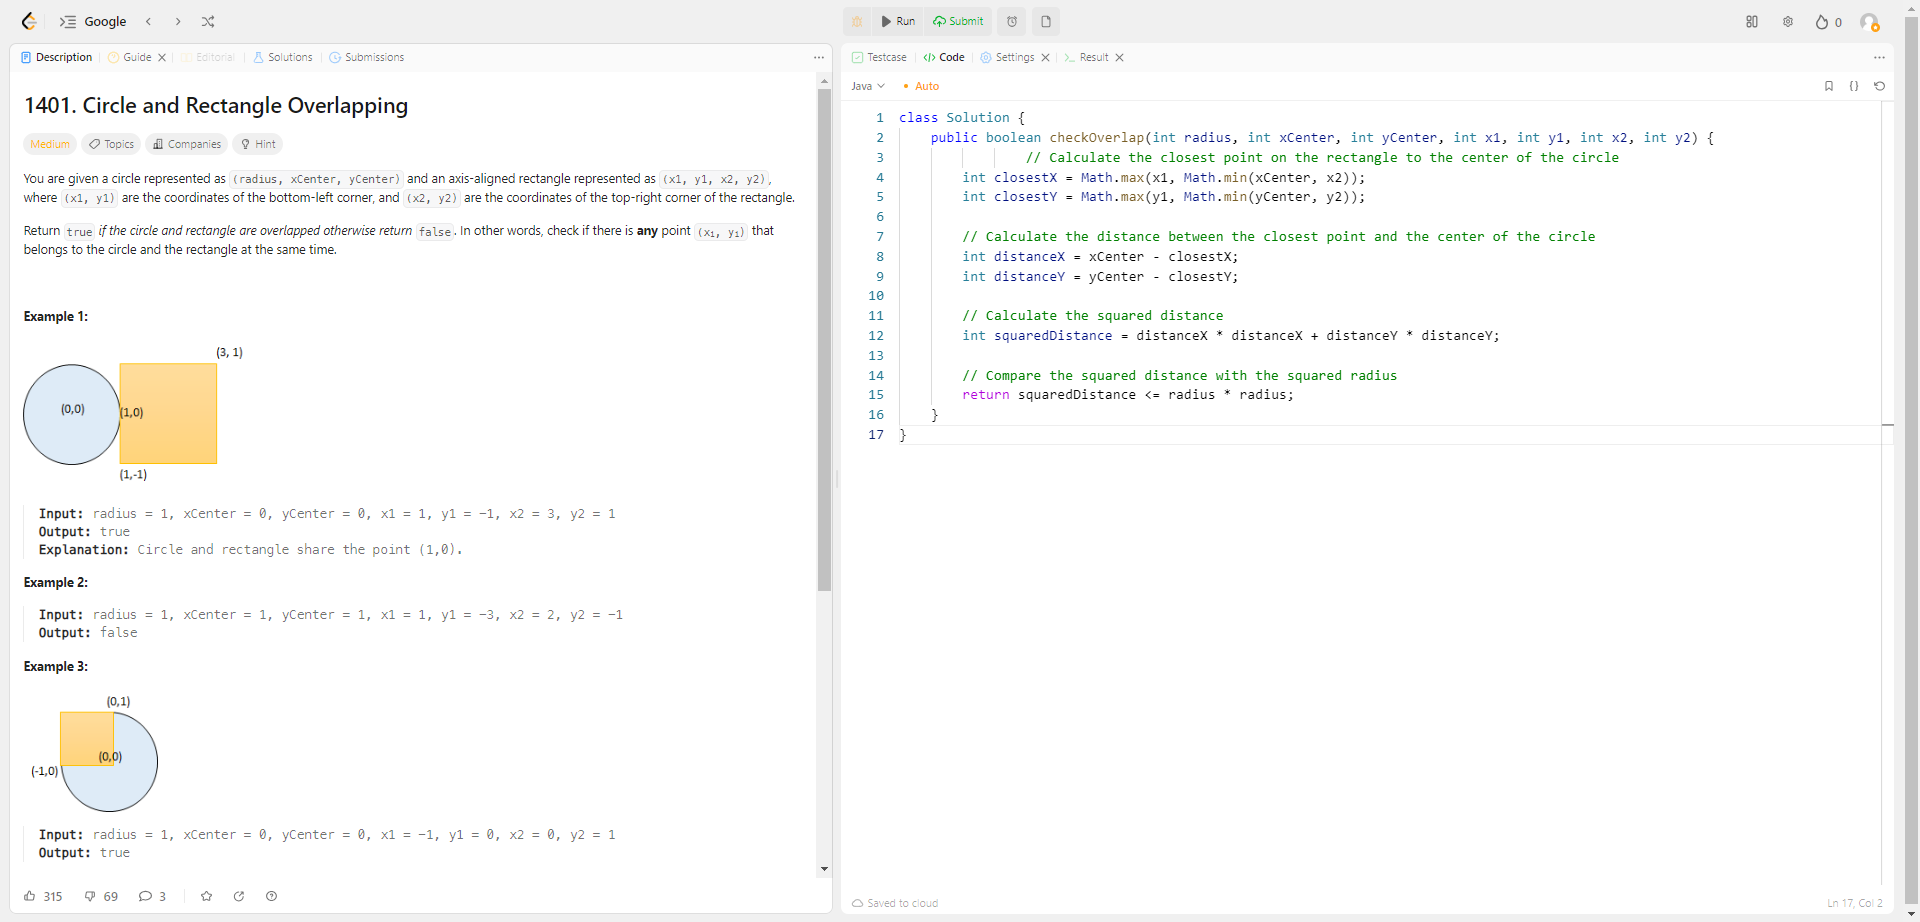 Google
Run
Submit
0
Description
Guide
Editorial
Solutions
Submissions
1401. Circle and Rectangle Overlapping
Medium
Topics
Companies
Hint
You are given a circle represented as (radius, xCenter, yCenter) and an axis-aligned rectangle represented as (x1, y1, x2, y2),
where (x1, y1) are the coordinates of the bottom-left corner, and (x2, y2) are the coordinates of the top-right corner of the rectangle.
Return true if the circle and rectangle are overlapped otherwise return false. In other words, check if there is any point (xᵢ, yᵢ) that
belongs to the circle and the rectangle at the same time.
Example 1:
(3, 1)
(0,0)
(1,0)
(1,-1)
Input: radius = 1, xCenter = 0, yCenter = 0, x1 = 1, y1 = -1, x2 = 3, y2 = 1
Output: true
Explanation: Circle and rectangle share the point (1,0).
Example 2:
Input: radius = 1, xCenter = 1, yCenter = 1, x1 = 1, y1 = -3, x2 = 2, y2 = -1
Output: false
Example 3:
(0,1)
(0,0)
(-1,0)
Input: radius = 1, xCenter = 0, yCenter = 0, x1 = -1, y1 = 0, x2 = 0, y2 = 1
Output: true
315
69
3
Testcase
Code
Settings
Result
Java
Auto
1 class Solution {
2 public boolean checkOverlap(int radius, int xCenter, int yCenter, int x1, int y1, int x2, int y2) {
3 // Calculate the closest point on the rectangle to the center of the circle
4 int closestX = Math.max(x1, Math.min(xCenter, x2));
5 int closestY = Math.max(y1, Math.min(yCenter, y2));
6
7 // Calculate the distance between the closest point and the center of the circle
8 int distanceX = xCenter - closestX;
9 int distanceY = yCenter - closestY;
10
11 // Calculate the squared distance
12 int squaredDistance = distanceX * distanceX + distanceY * distanceY;
13
14 // Compare the squared distance with the squared radius
15 return squaredDistance <= radius * radius;
16 }
17 }
Saved to cloud
Ln 17, Col 2